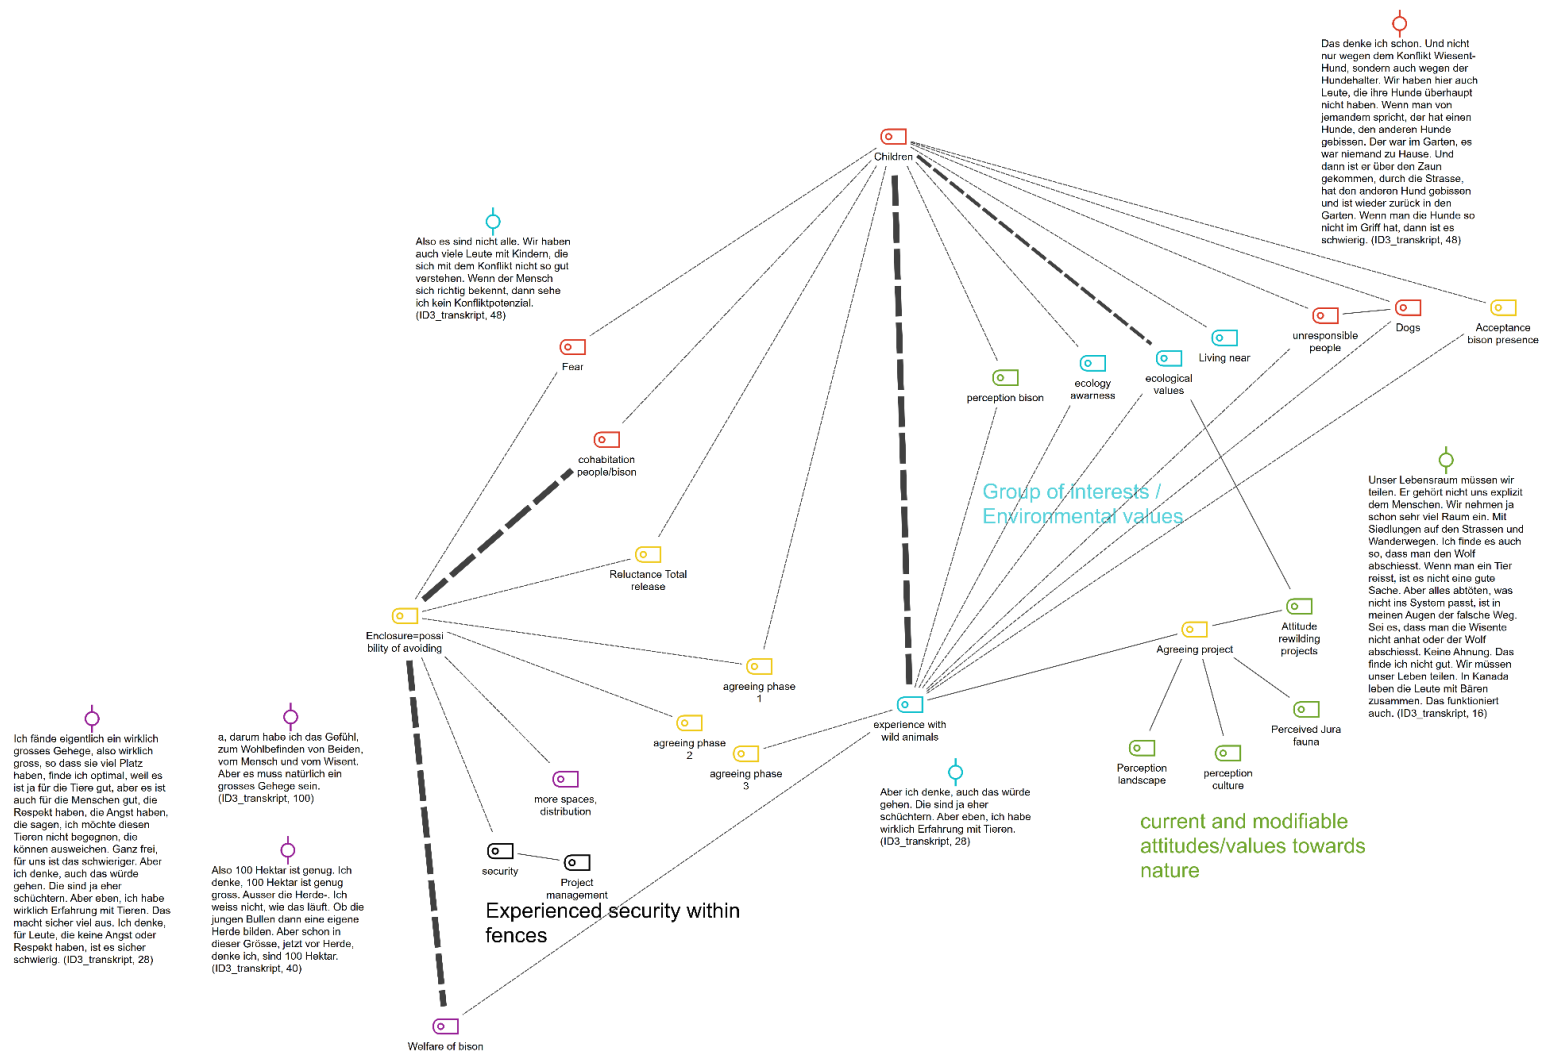 Das denke ich schon. Und nicht
nur wegen dem Konflikt Wiesent-
Hund, sondern auch wegen der
Hundehalter. Wir haben hier auch
Leute, die ihre Hunde überhaupt
nicht haben. Wenn man von
jemandem spricht, der hat einen
Hunde, den anderen Hunde
gebissen. Der war im Garten, es
war niemand zu Hause. Und
dann ist er über den Zaun
gekommen, durch die Strasse,
hat den anderen Hund gebissen
und ist wieder zurück in den
Garten. Wenn man die Hunde so
nicht im Griff hat, dann ist es
schwierig. (ID3_transkript, 48)
Children
Also es sind nicht alle. Wir haben
auch viele Leute mit Kindern, die
sich mit dem Konflikt nicht so gut
verstehen. Wenn der Mensch
sich richtig bekennt, dann sehe
ich kein Konfliktpotenzial.
(ID3_transkript, 48)
Fear
cohabitation
people/bison
perception bison
ecology
awarness
ecological
values
Living near
unresponsible
people
Dogs
Acceptance
bison presence
Group of interests /
Environmental values
Unser Lebensraum müssen wir
teilen. Er gehört nicht uns explizit
dem Menschen. Wir nehmen ja
schon sehr viel Raum ein. Mit
Siedlungen auf den Strassen und
Wanderwegen. Ich finde es auch
so, dass man den Wolf
abschiesst. Wenn man ein Tier
reisst, ist es nicht eine gute
Sache. Aber alles abtöten, was
nicht ins System passt, ist in
meinen Augen der falsche Weg.
Sei es, dass man die Wisente
nicht anhat oder der Wolf
abschiesst. Keine Ahnung. Das
finde ich nicht gut. Wir müssen
unser Leben teilen. In Kanada
leben die Leute mit Bären
zusammen. Das funktioniert
auch. (ID3_transkript, 16)
Reluctance Total
release
Enclosure=possi
bility of avoiding
agreeing phase
1
agreeing phase
2
agreeing phase
3
experience with
wild animals
Agreeing project
Attitude
rewilding
projects
Perceived Jura
fauna
Perception
landscape
perception
culture
more spaces,
distribution
security
Project
management
Experienced security within
fences
current and modifiable
attitudes/values towards
nature
Aber ich denke, auch das würde
gehen. Die sind ja eher
schüchtern. Aber eben, ich habe
wirklich Erfahrung mit Tieren.
(ID3_transkript, 28)
Ich fände eigentlich ein wirklich
grosses Gehege, also wirklich
gross, so dass sie viel Platz
haben, finde ich optimal, weil es
ist ja für die Tiere gut, aber es ist
auch für die Menschen gut, die
Respekt haben, die Angst haben,
die sagen, ich möchte diesen
Tieren nicht begegnen, die
können ausweichen. Ganz frei,
für uns ist das schwieriger. Aber
ich denke, auch das würde
gehen. Die sind ja eher
schüchtern. Aber eben, ich habe
wirklich Erfahrung mit Tieren. Das
macht sicher viel aus. Ich denke,
für Leute, die keine Angst oder
Respekt haben, ist es sicher
schwierig. (ID3_transkript, 28)
a, darum habe ich das Gefühl,
zum Wohlbefinden von Beiden,
vom Mensch und vom Wisent.
Aber es muss natürlich ein
grosses Gehege sein.
(ID3_transkript, 100)
Also 100 Hektar ist genug. Ich
denke, 100 Hektar ist genug
gross. Ausser die Herde-. Ich
weiss nicht, wie das läuft. Ob die
jungen Bullen dann eine eigene
Herde bilden. Aber schon in
dieser Grösse, jetzt vor Herde,
denke ich, sind 100 Hektar.
(ID3_transkript, 40)
Welfare of bison